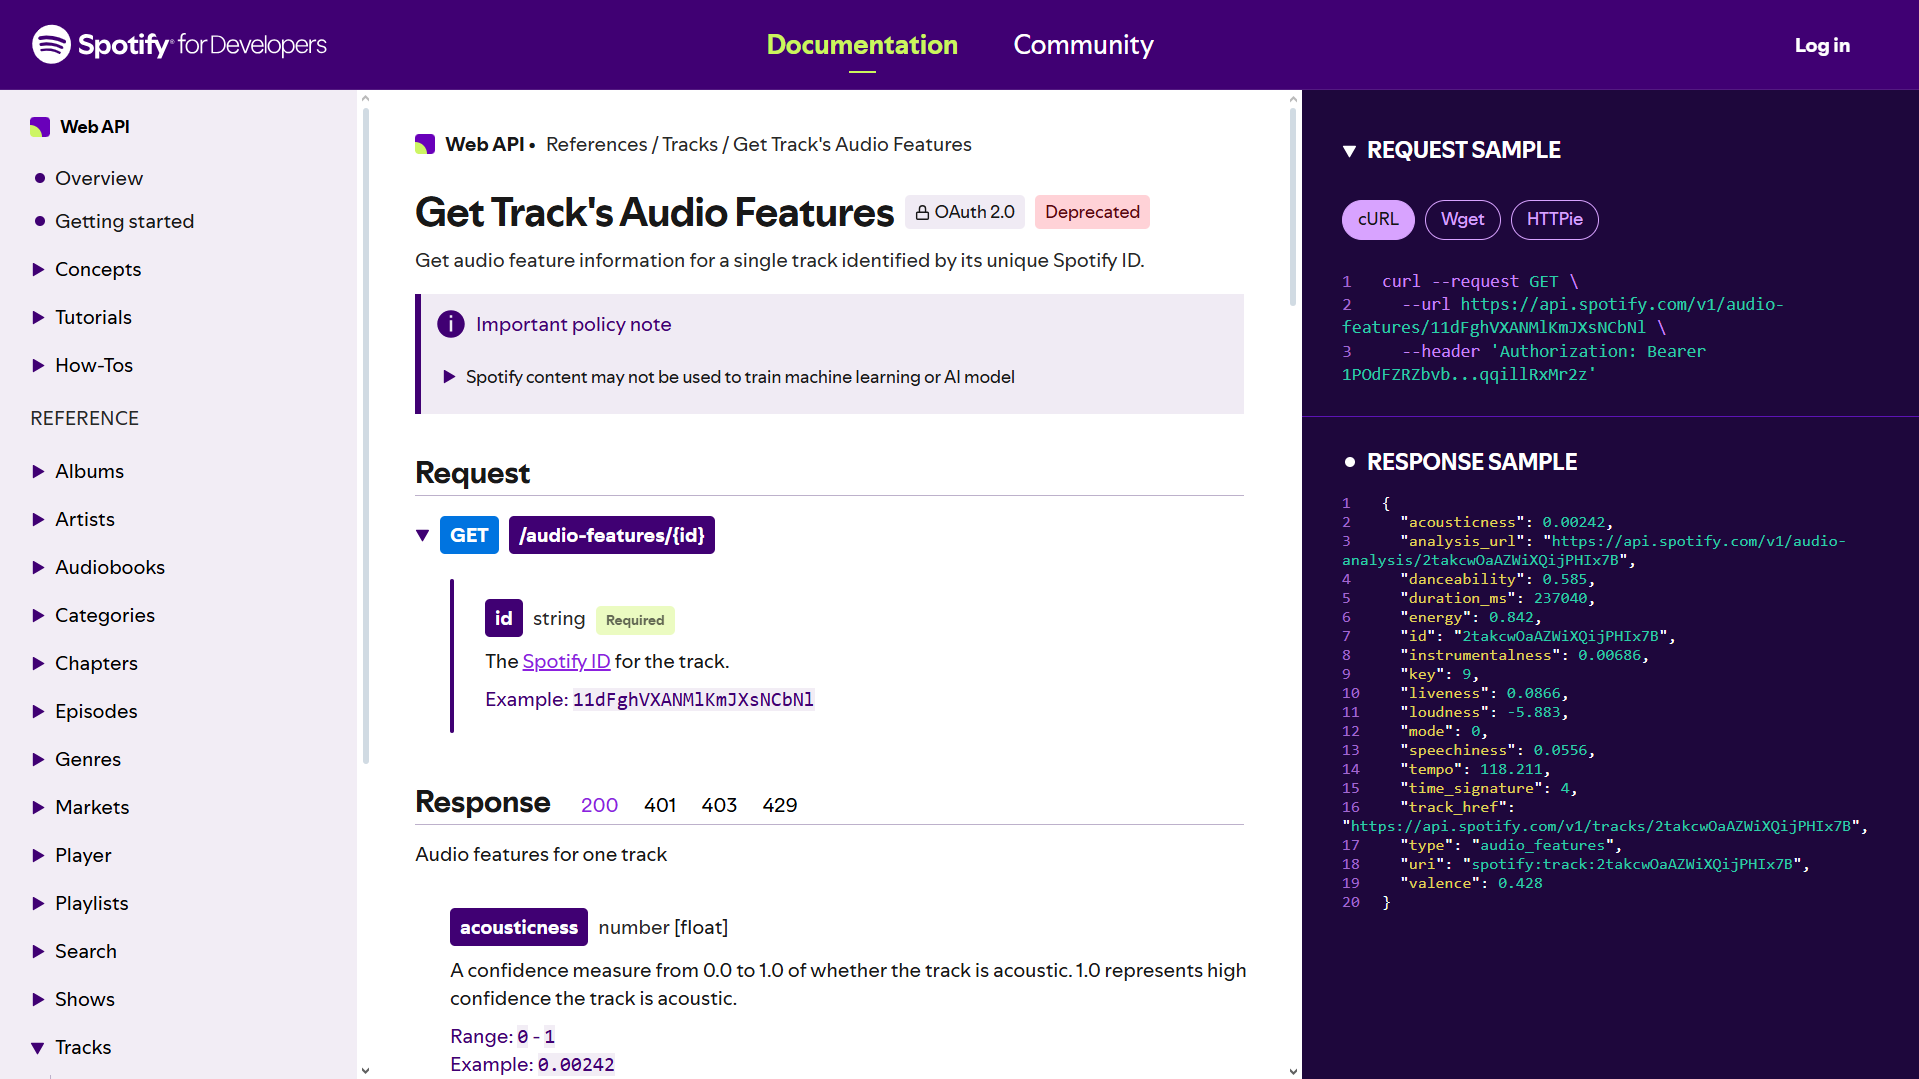 Spotify for Developers
Documentation
Community
Log in
Web API
Overview
Getting started
Concepts
Tutorials
How-Tos
REFERENCE
Albums
Artists
Audiobooks
Categories
Chapters
Episodes
Genres
Markets
Player
Playlists
Search
Shows
Tracks
Web API • References / Tracks / Get Track's Audio Features
Get Track's Audio Features OAuth 2.0 Deprecated
Get audio feature information for a single track identified by its unique Spotify ID.
Important policy note
Spotify content may not be used to train machine learning or AI model
Request
GET /audio-features/{id}
id string Required
The Spotify ID for the track.
Example: 11dFghVXANMlKmJXsNCbNl
Response 200 401 403 429
Audio features for one track
acousticness number [float]
A confidence measure from 0.0 to 1.0 of whether the track is acoustic. 1.0 represents high
confidence the track is acoustic.
Range: 0 - 1
Example: 0.00242
REQUEST SAMPLE
cURL Wget HTTPie
1 curl --request GET \
2 --url https://api.spotify.com/v1/audio-
features/11dFghVXANMlKmJXsNCbNl \
3 --header 'Authorization: Bearer
1POdFZRZbvb...qqillRxMr2z'
RESPONSE SAMPLE
1 {
2 "acousticness": 0.00242,
3 "analysis_url": "https://api.spotify.com/v1/audio-
analysis/2takcwOaAZWiXQijPHIx7B",
4 "danceability": 0.585,
5 "duration_ms": 237040,
6 "energy": 0.842,
7 "id": "2takcwOaAZWiXQijPHIx7B",
8 "instrumentalness": 0.00686,
9 "key": 9,
10 "liveness": 0.0866,
11 "loudness": -5.883,
12 "mode": 0,
13 "speechiness": 0.0556,
14 "tempo": 118.211,
15 "time_signature": 4,
16 "track_href":
"https://api.spotify.com/v1/tracks/2takcwOaAZWiXQijPHIx7B",
17 "type": "audio_features",
18 "uri": "spotify:track:2takcwOaAZWiXQijPHIx7B",
19 "valence": 0.428
20 }